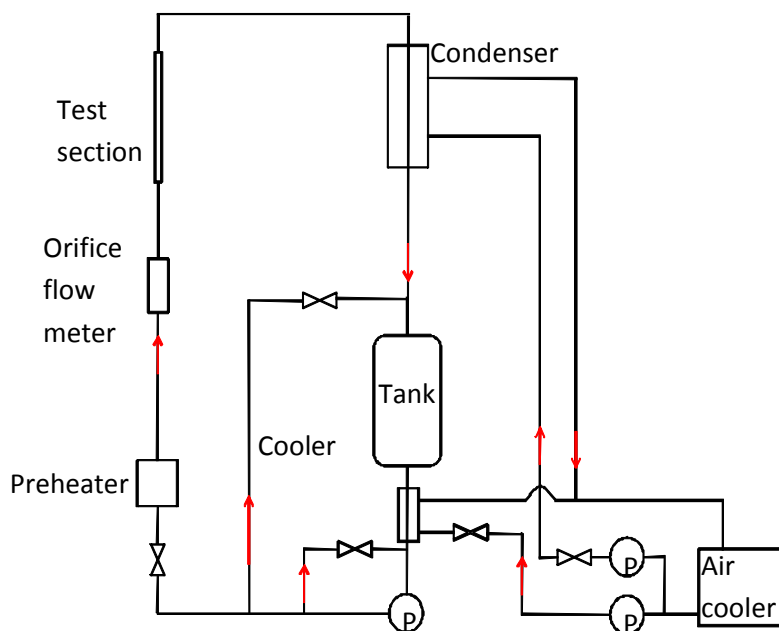 Condenser
Test
section
Orifice
flow
meter
Tank
Cooler
Preheater
P
Air
cooler
P
P